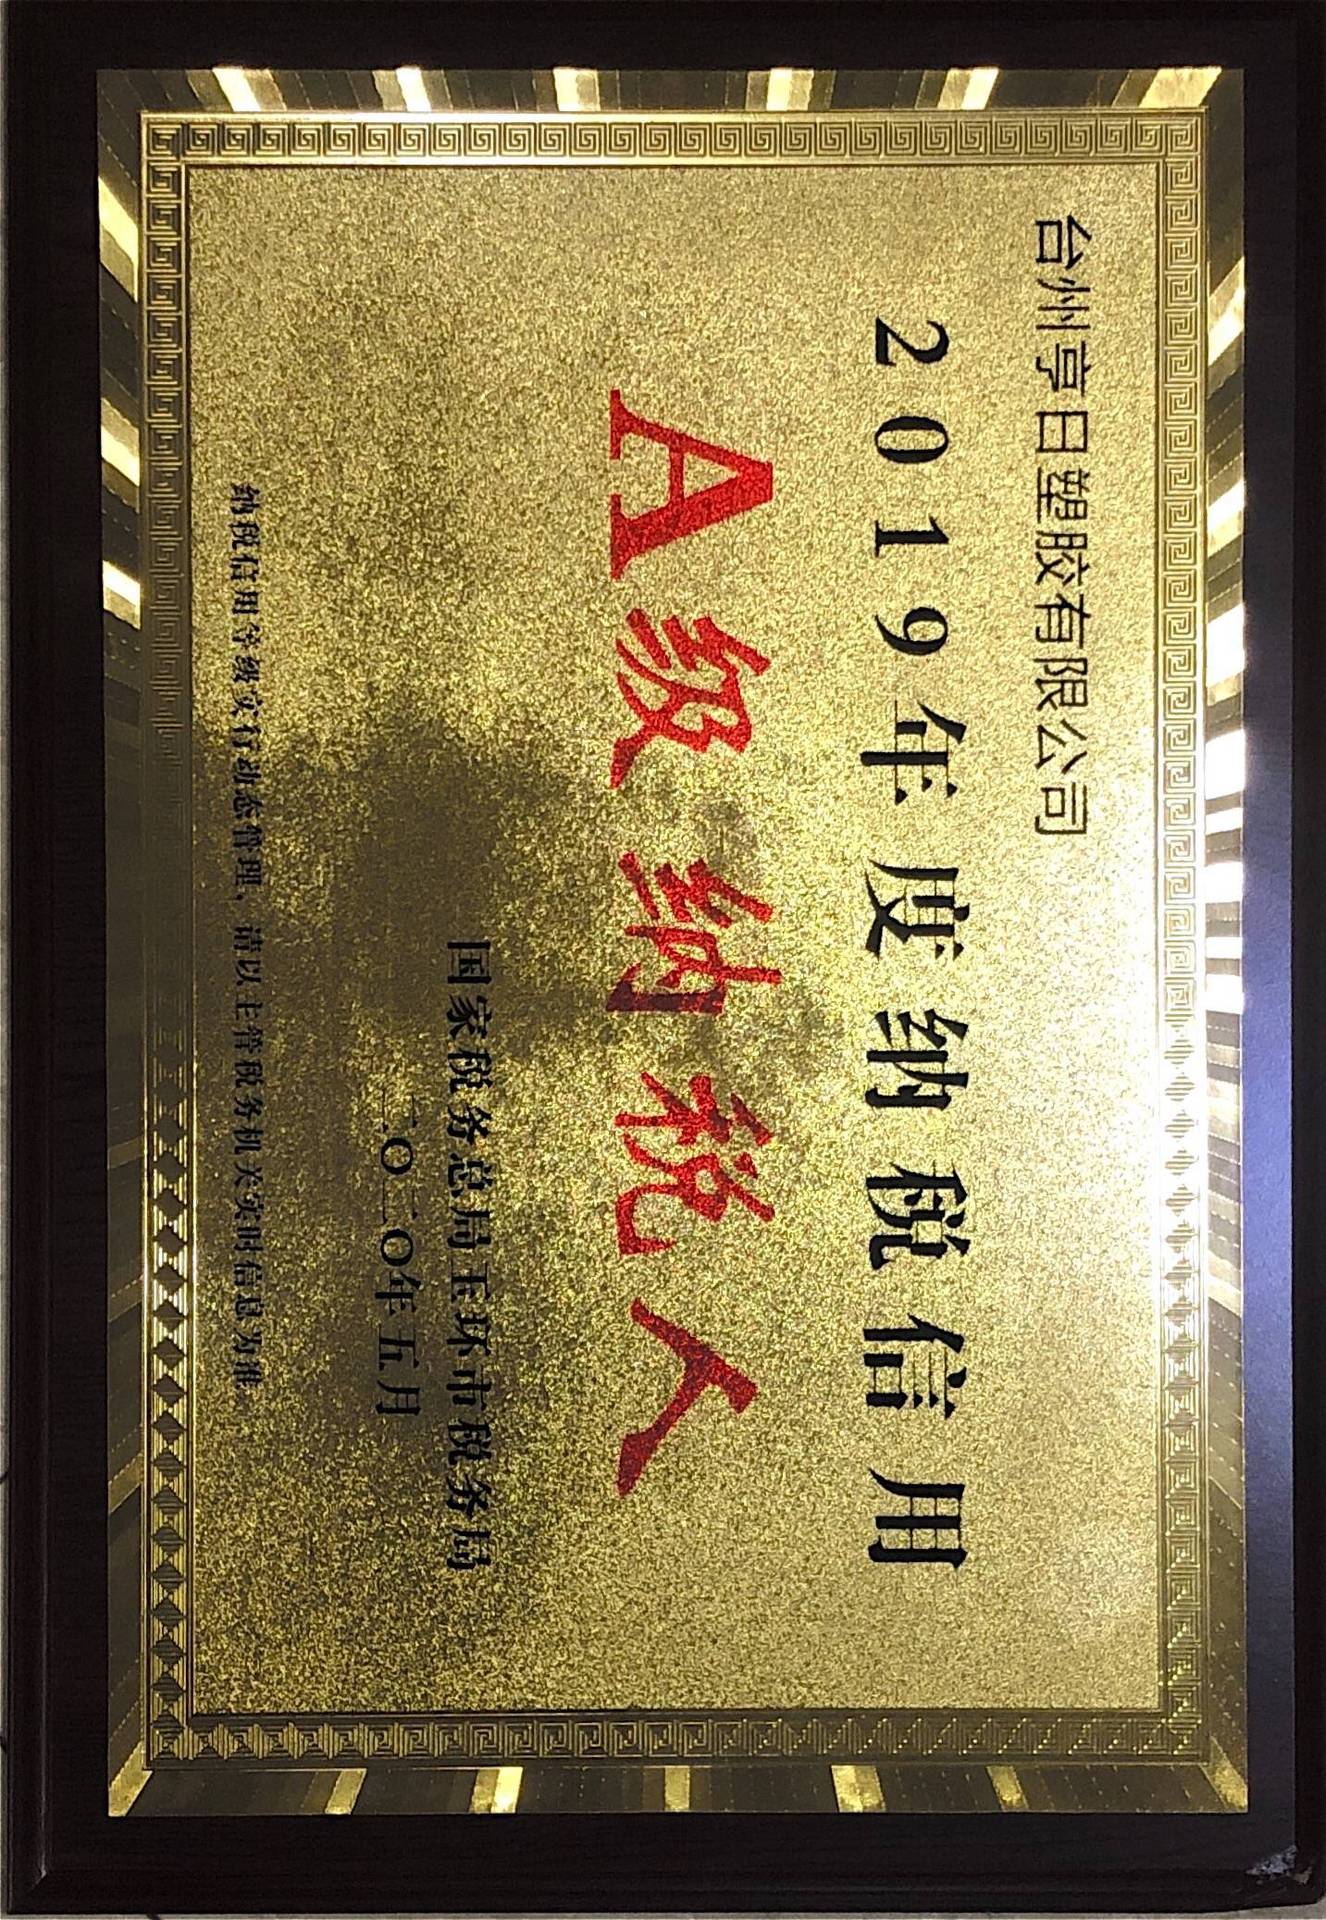 台州亨日塑胶有限公司
2019年度纳税信用
A级纳税人
国家税务总局玉环市税务局
二〇二〇年五月
纳税信用等级实行动态管理，请以主管税务机关实时信息为准。